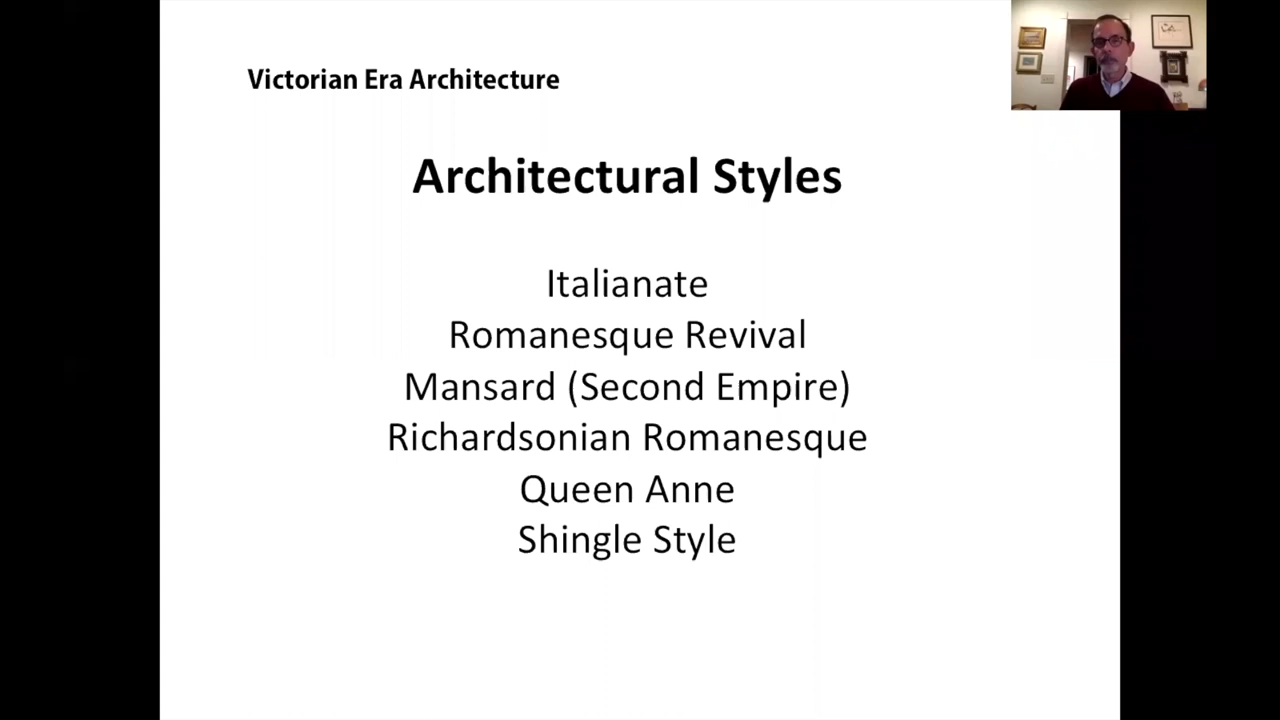 Victorian Era Architecture
Architectural Styles
Italianate
Romanesque Revival
Mansard (Second Empire)
Richardsonian Romanesque
Queen Anne
Shingle Style